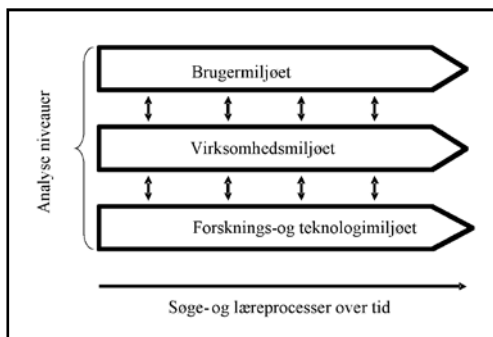 Analyse niveauer
Brugermiljøet
Virksomhedsmiljøet
Forsknings-og teknologimiljøet
Søge- og læreprocesser over tid